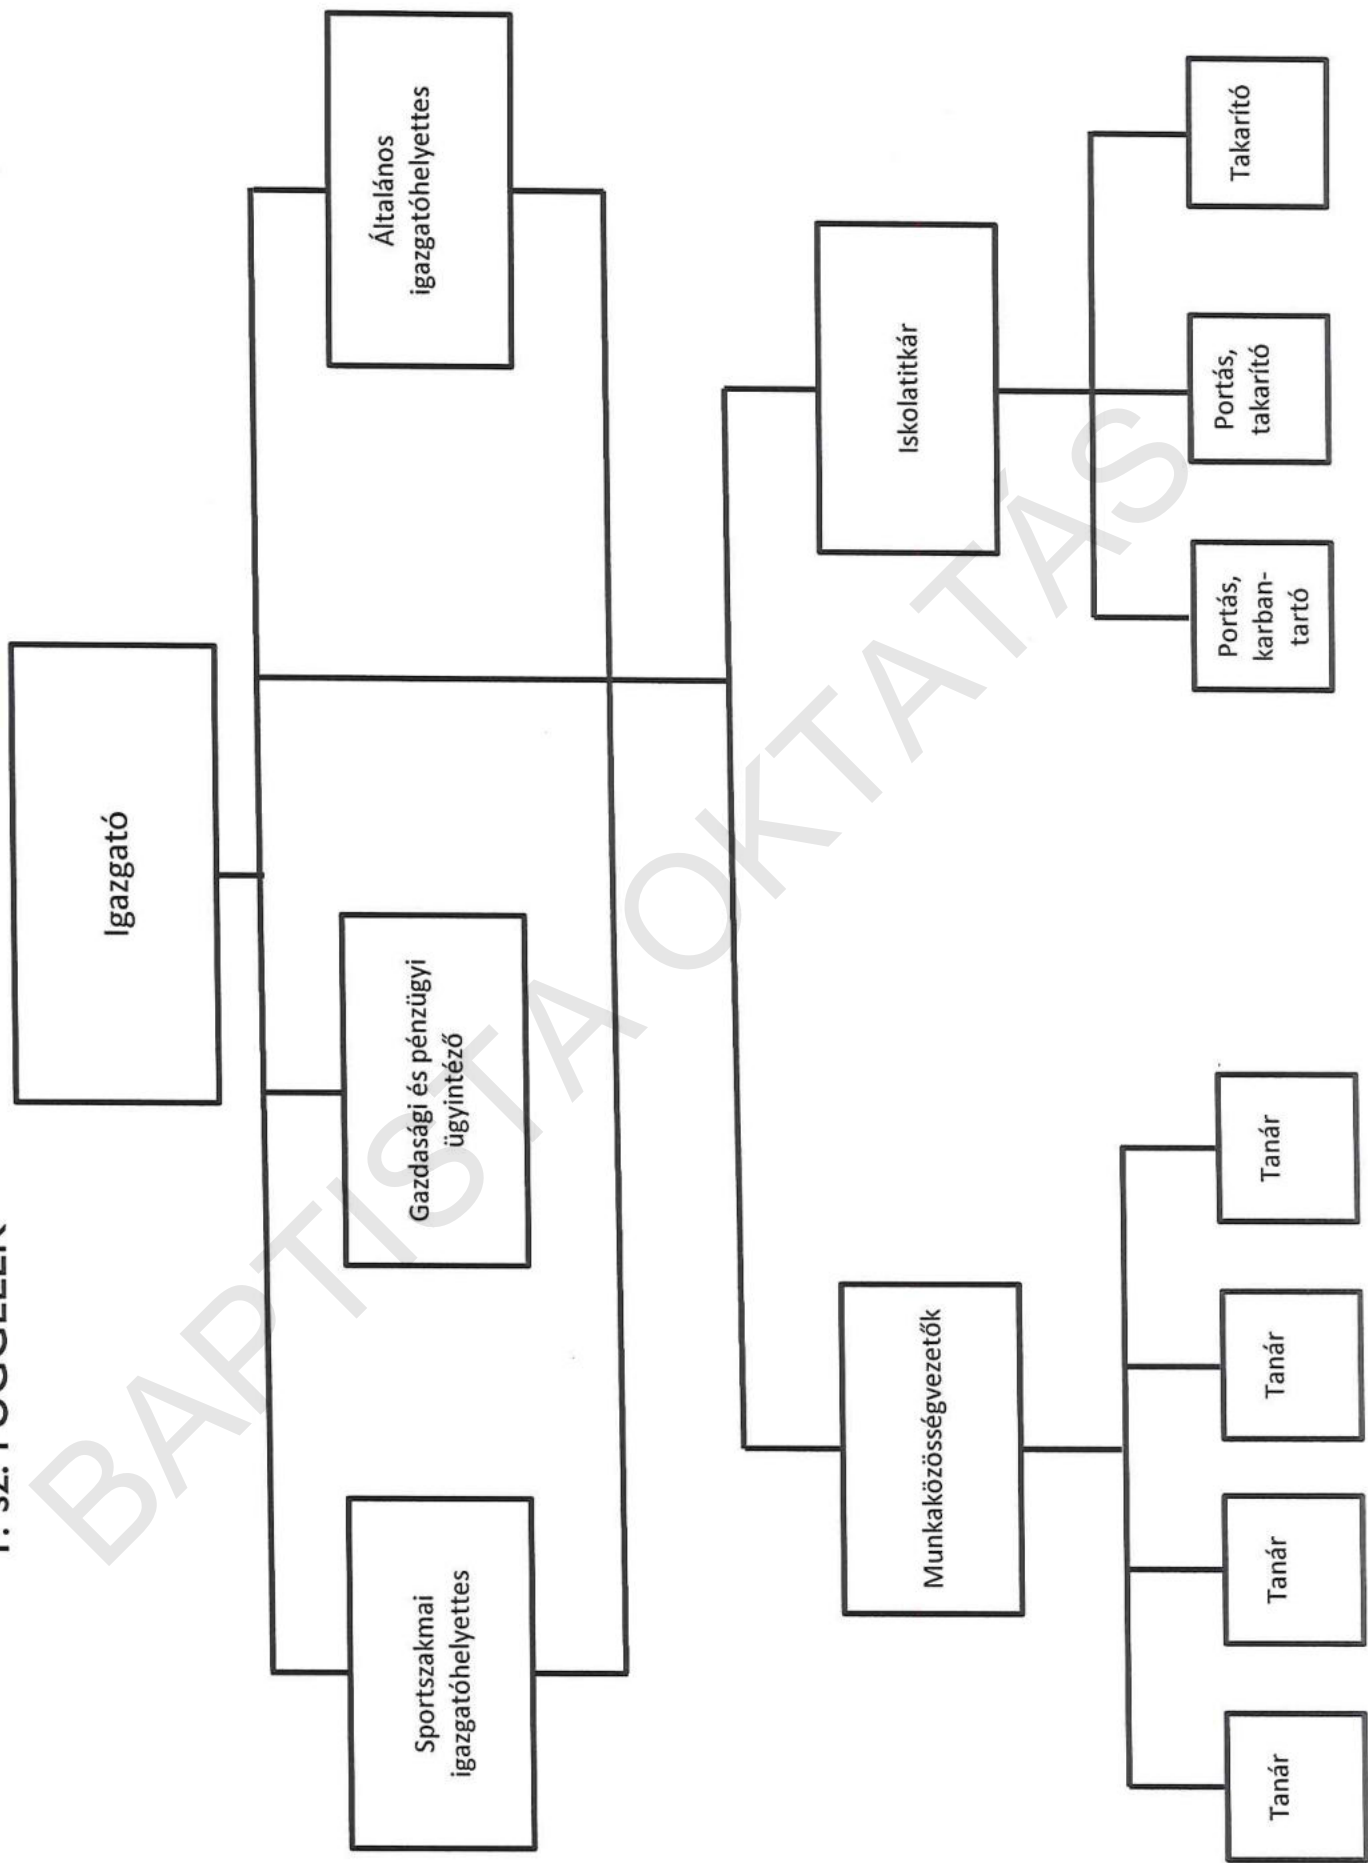 1. sz. FÜGGELÉK
Igazgató
Sportszakmai
igazgatóhelyettes
Gazdasági és pénzügyi
ügyintéző
Általános
igazgatóhelyettes
Munkaközösségvezetők
Iskolatitkár
Tanár
Tanár
Tanár
Tanár
Portás,
karban-
tartó
Portás,
takarító
Takarító
BAPTISTA OKTATÁS